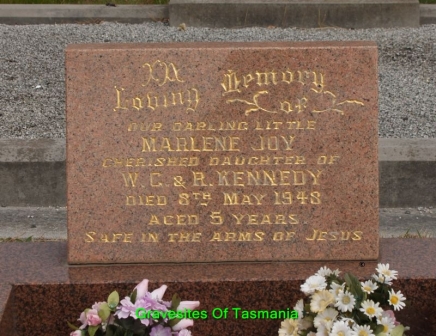 In Memory
Loving Of
OUR DARLING LITTLE
MARLENE JOY
CHERISHED DAUGHTER OF
W. C. & R. KENNEDY
DIED 8TH MAY 1948
AGED 5 YEARS.
SAFE IN THE ARMS OF JESUS
Gravesites Of Tasmania